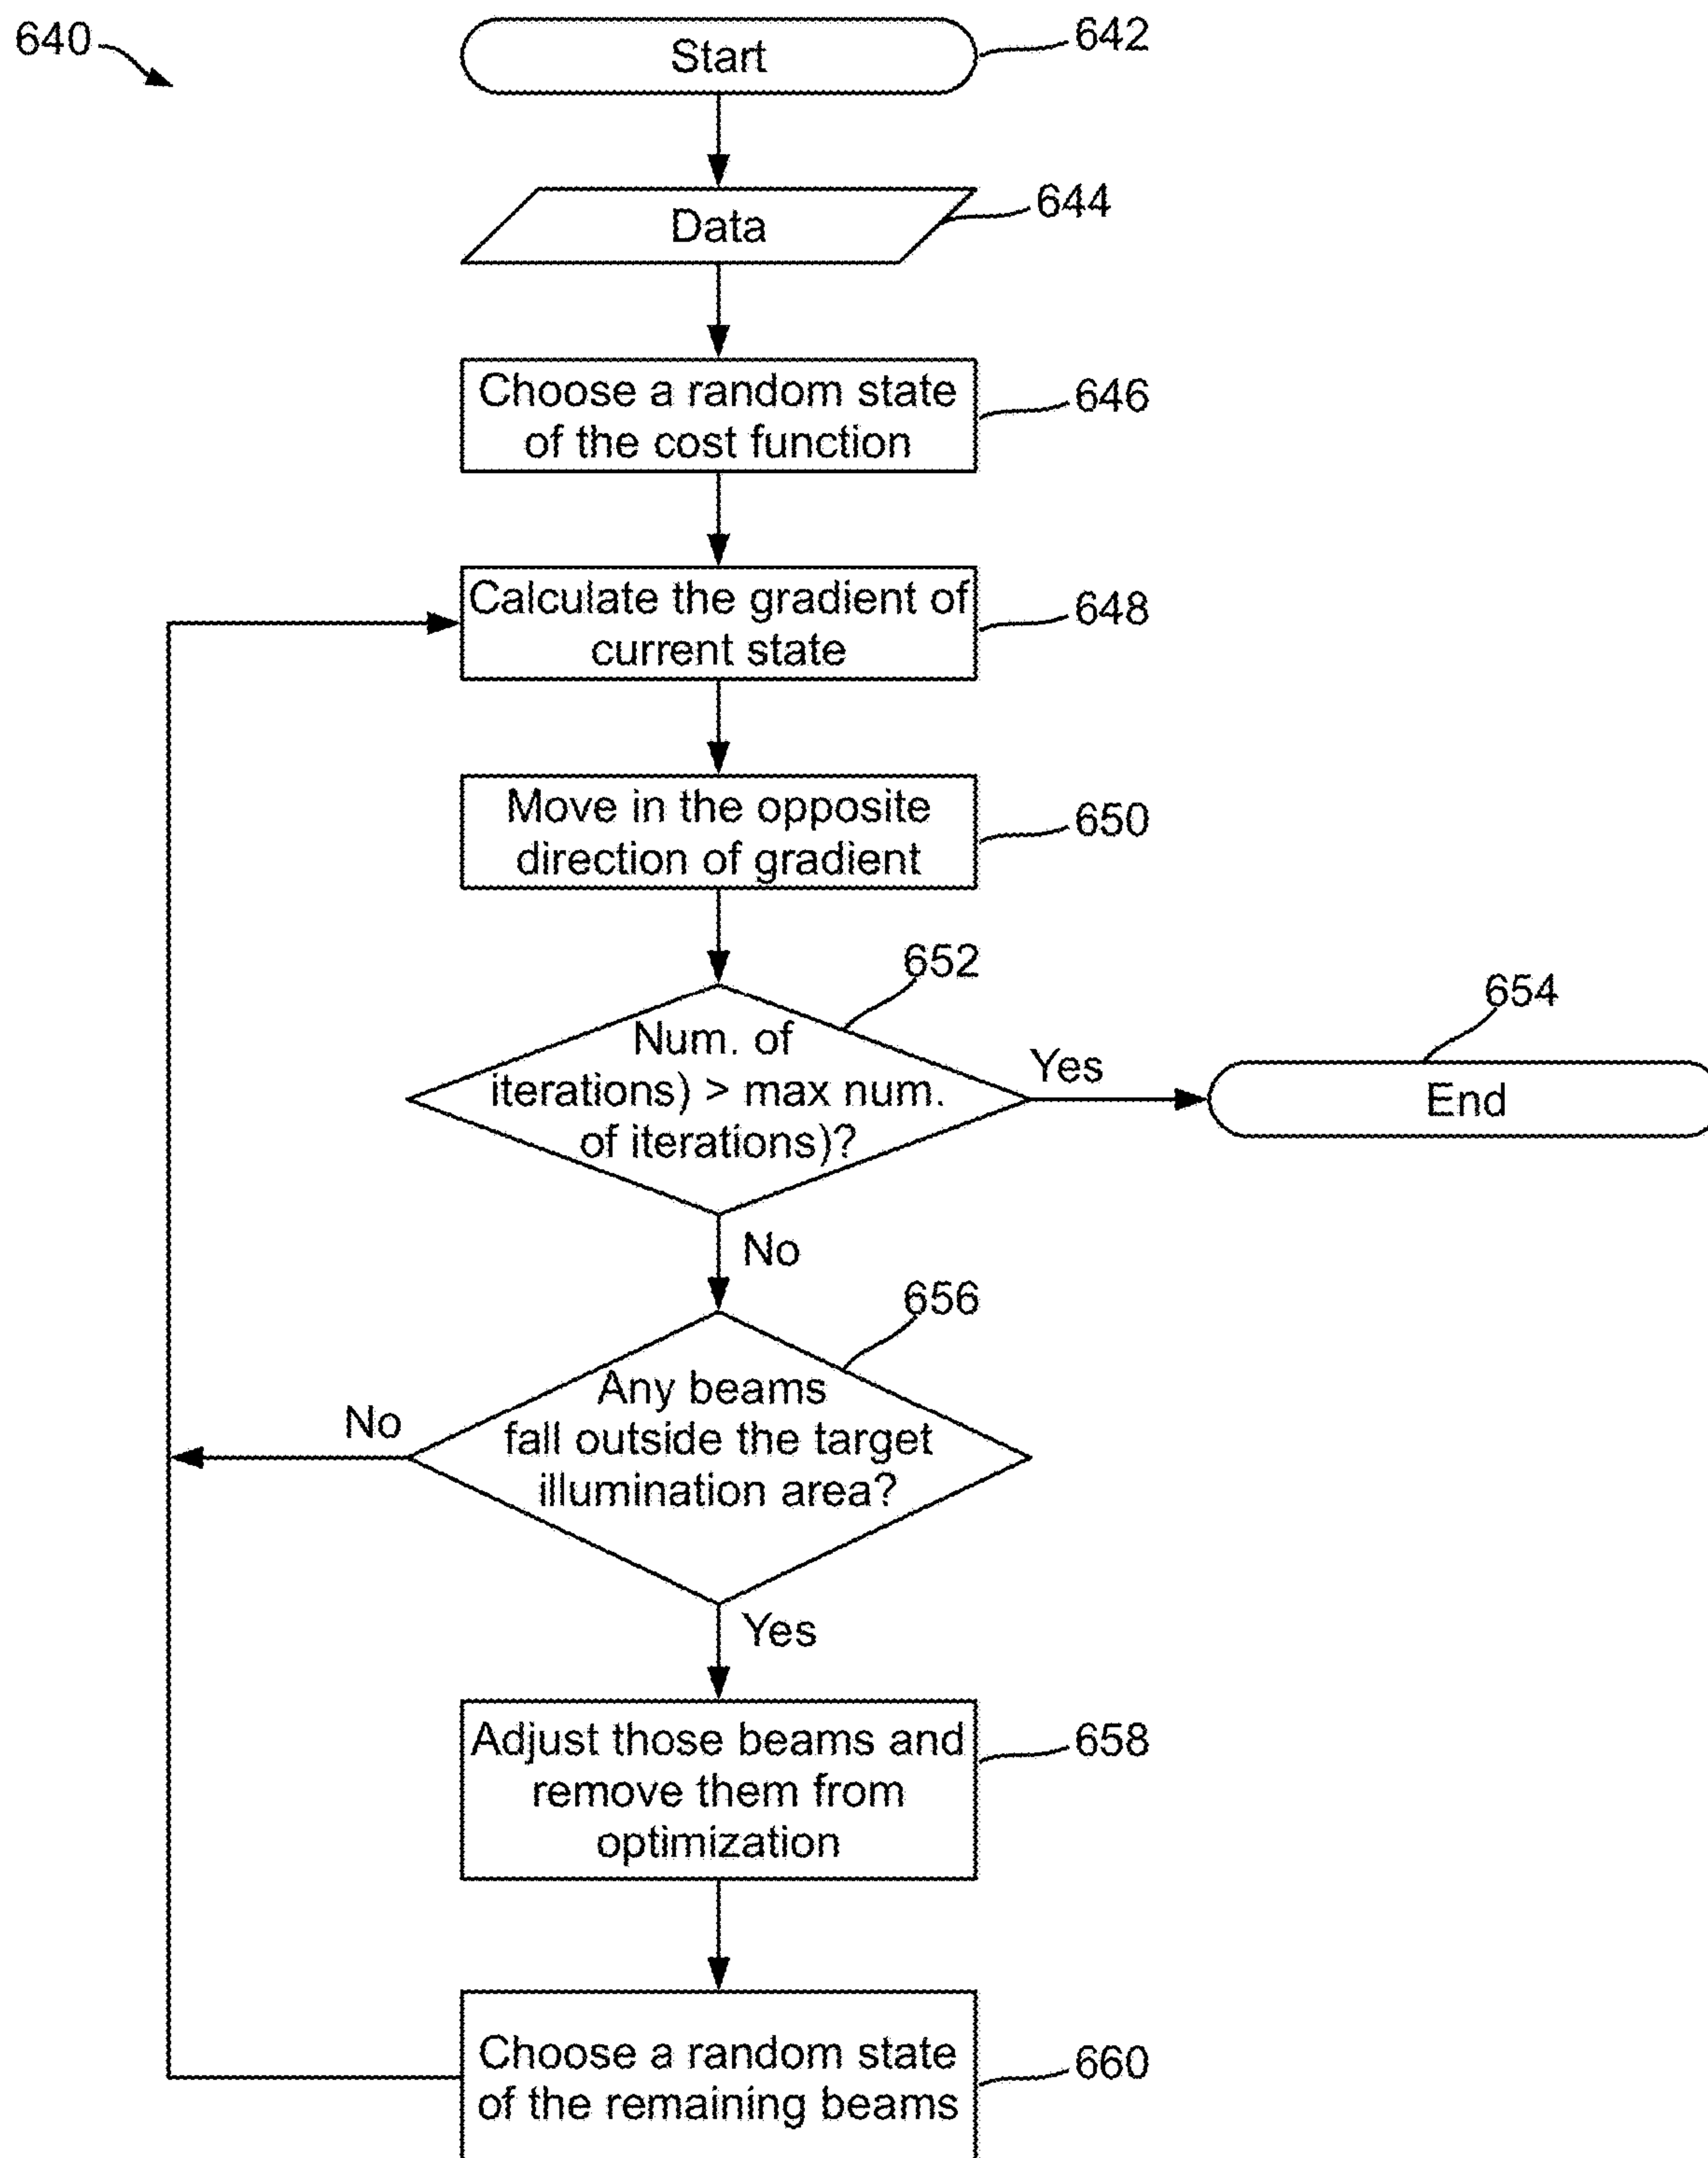 640
Start
642
Data
644
Choose a random state
of the cost function
646
Calculate the gradient of
current state
648
Move in the opposite
direction of gradient
650
652
Num. of
iterations) > max num.
of iterations)?
Yes
654
End
No
656
Any beams
fall outside the target
illumination area?
No
Yes
Adjust those beams and
remove them from
optimization
658
Choose a random state
of the remaining beams
660